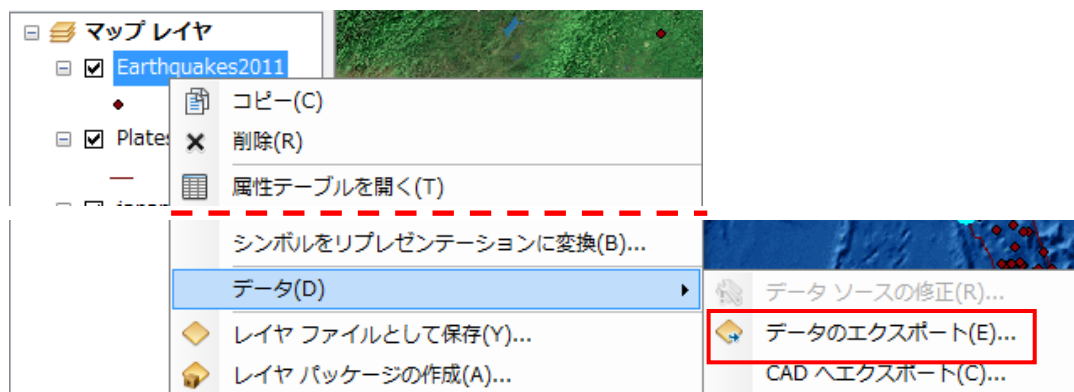 マップ レイヤ
Earthquakes2011
コピー(C)
Plates
削除(R)
属性テーブルを開く(T)
シンボルをリプレゼンテーションに変換(B)...
データ(D)
データ ソースの修正(R)...
レイヤ ファイルとして保存(Y)...
データのエクスポート(E)...
レイヤ パッケージの作成(A)...
CAD へエクスポート(C)...